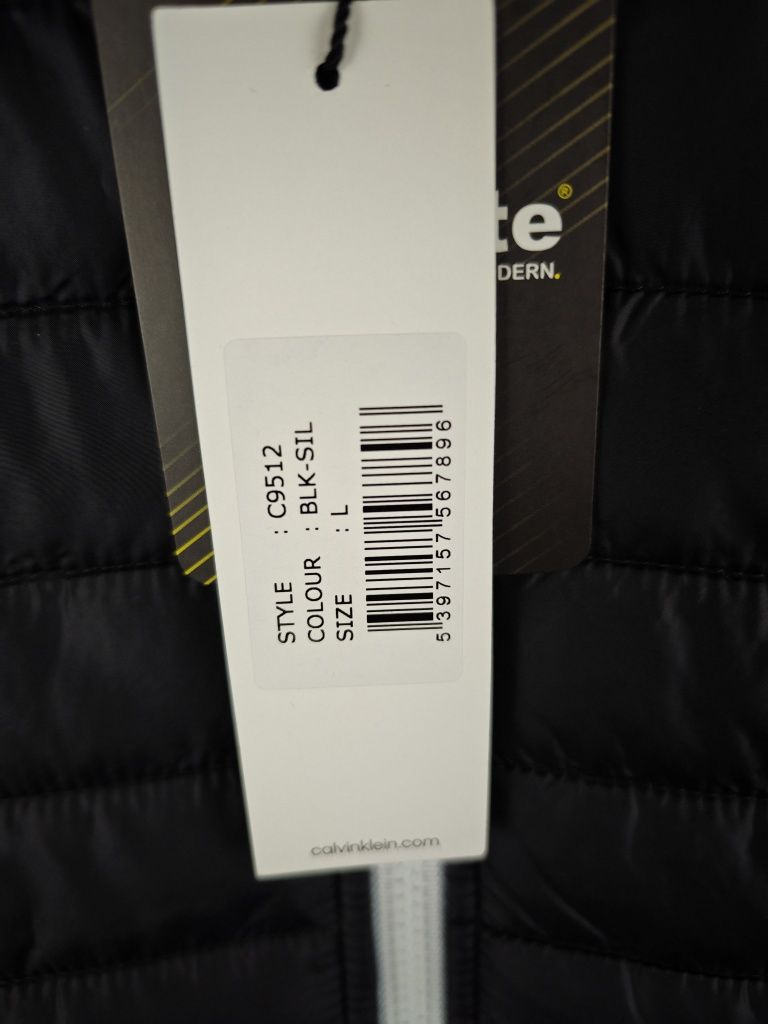 STYLE : C9512
COLOUR : BLK-SIL
SIZE : L
5 397157 567896
calvinklein.com
te®
DERN.